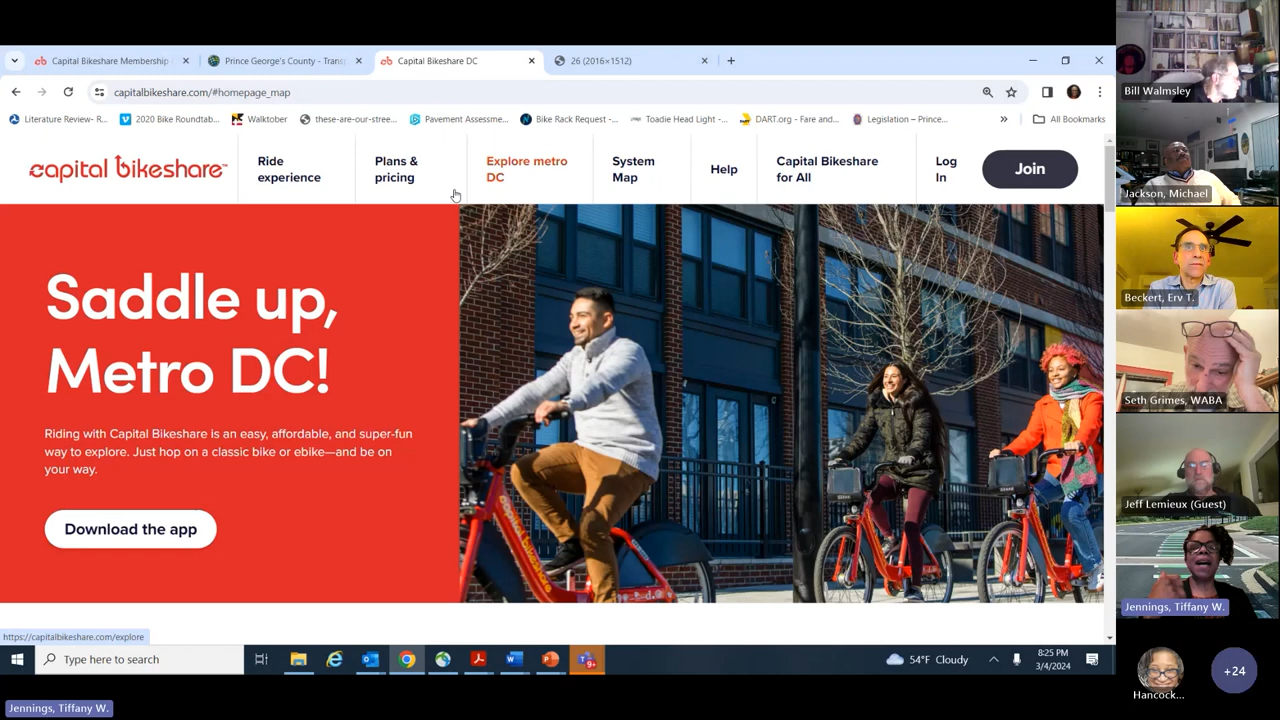 Capital Bikeshare Membership
Prince George's County - Trans
Capital Bikeshare DC
26 (2016×1512)
capitalbikeshare.com/#homepage_map
Literature Review- R...
2020 Bike Roundtab...
Walktober
these-are-our-stree...
Pavement Assessme...
Bike Rack Request -...
Toadie Head Light -...
DART.org - Fare and...
Legislation – Prince...
All Bookmarks
capital bikeshare
Ride
experience
Plans &
pricing
Explore metro
DC
System
Map
Help
Capital Bikeshare
for All
Log
In
Join
Saddle up,
Metro DC!
Riding with Capital Bikeshare is an easy, affordable, and super-fun
way to explore. Just hop on a classic bike or ebike—and be on
your way.
Download the app
https://capitalbikeshare.com/explore
Type here to search
54°F Cloudy
8:25 PM
3/4/2024
Jennings, Tiffany W.
Bill Walmsley
Jackson, Michael
Beckert, Erv T.
Seth Grimes, WABA
Jeff Lemieux (Guest)
Jennings, Tiffany W.
Hancock...
+24